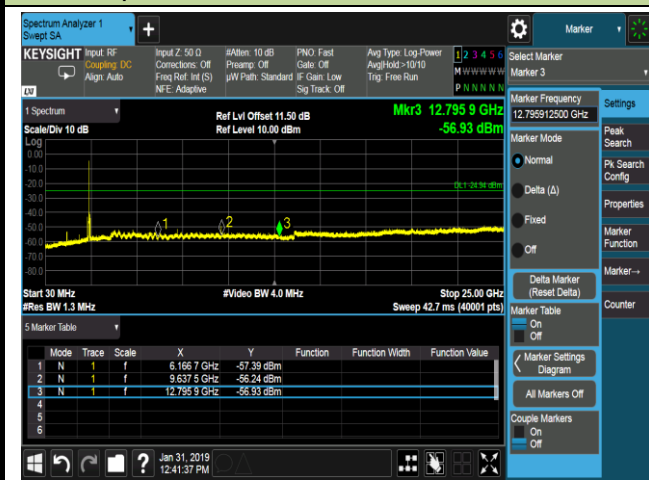 Spectrum Analyzer 1
Swept SA
+
Marker
KEYSIGHT
Input: RF
Coupling: DC
Align: Auto
Input Z: 50 Ω
Corrections: Off
Freq Ref: Int (S)
NFE: Adaptive
#Atten: 10 dB
Preamp: Off
µW Path: Standard
PNO: Fast
Gate: Off
IF Gain: Low
Sig Track: Off
Avg Type: Log-Power
Avg|Hold:>10/10
Trig: Free Run
1 2 3 4 5 6
M W W W W W
P N N N N N
LXI
Select Marker
Marker 3
1 Spectrum
Scale/Div 10 dB
Ref Lvl Offset 11.50 dB
Ref Level 10.00 dBm
Mkr3 12.795 9 GHz
-56.93 dBm
Log
0.00
-10.0
-20.0
-30.0
-40.0
-50.0
-60.0
-70.0
-80.0
DL1 -24.94 dBm
1
2
3
Start 30 MHz
#Res BW 1.3 MHz
#Video BW 4.0 MHz
Stop 25.00 GHz
Sweep 42.7 ms (40001 pts)
5 Marker Table
Mode Trace Scale X Y Function Function Width Function Value
1 N 1 f 6.166 7 GHz -57.39 dBm
2 N 1 f 9.637 5 GHz -56.24 dBm
3 N 1 f 12.795 9 GHz -56.93 dBm
4
5
6
Marker Frequency
12.795912500 GHz
Marker Mode
Normal
Delta (Δ)
Fixed
Off
Delta Marker
(Reset Delta)
Marker Table
On
Off
Marker Settings
Diagram
All Markers Off
Couple Markers
On
Off
Settings
Peak
Search
Pk Search
Config
Properties
Marker
Function
Marker→
Counter
?
Jan 31, 2019
12:41:37 PM